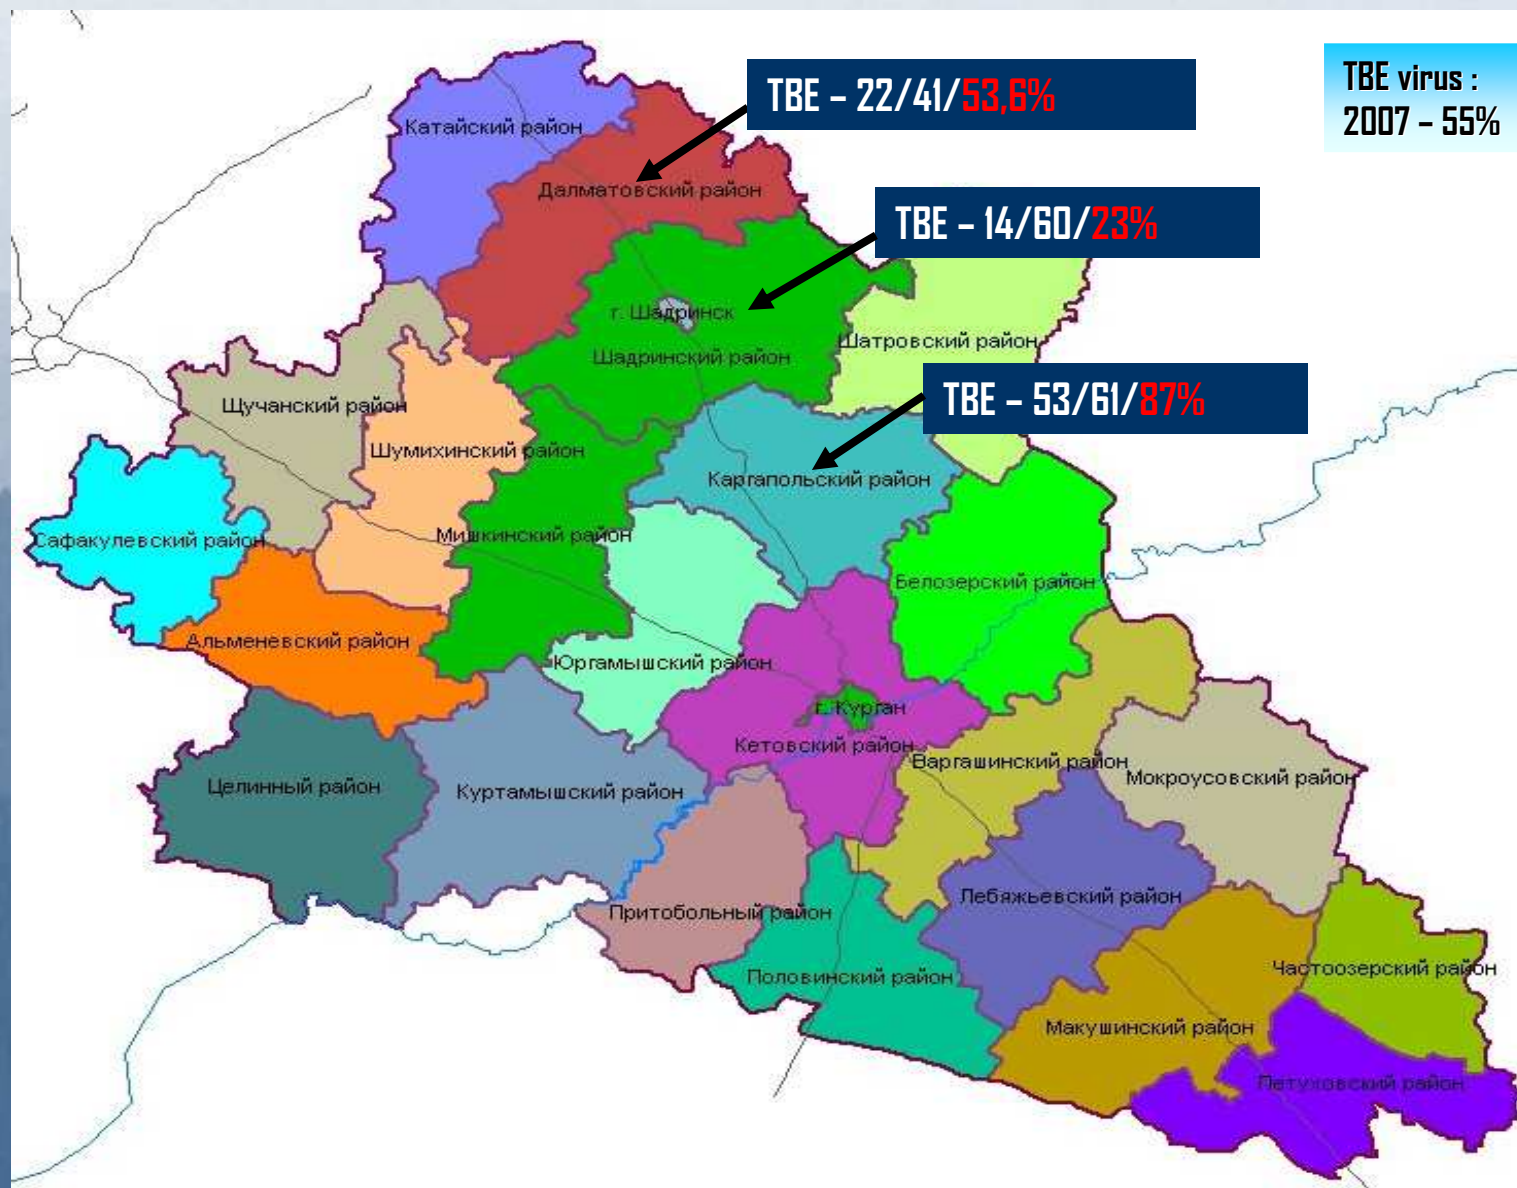 TBE – 22/41/53,6%
TBE virus :
2007 – 55%
Катайский район
Далматовский район
TBE – 14/60/23%
г. Шадринск
Шатровский район
Шадринский район
TBE – 53/61/87%
Щучанский район
Шумихинский район
Каргапольский район
Мишкинский район
Сафакулевский район
Белозерский район
Альменевский район
Юргамышский район
г. Курган
Кетовский район
Варгашинский район
Мокроусовский район
Целинный район
Куртамышский район
Лебяжьевский район
Притобольный район
Частоозерский район
Половинский район
Макушинский район
Петуховский район